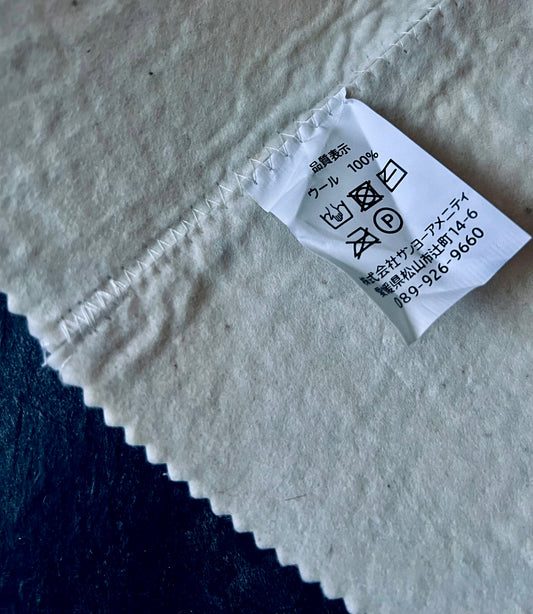 品質表示
ウール 100%
P
株式会社サンヨーアメニティ
愛媛県松山市辻町14-6
089-926-9660